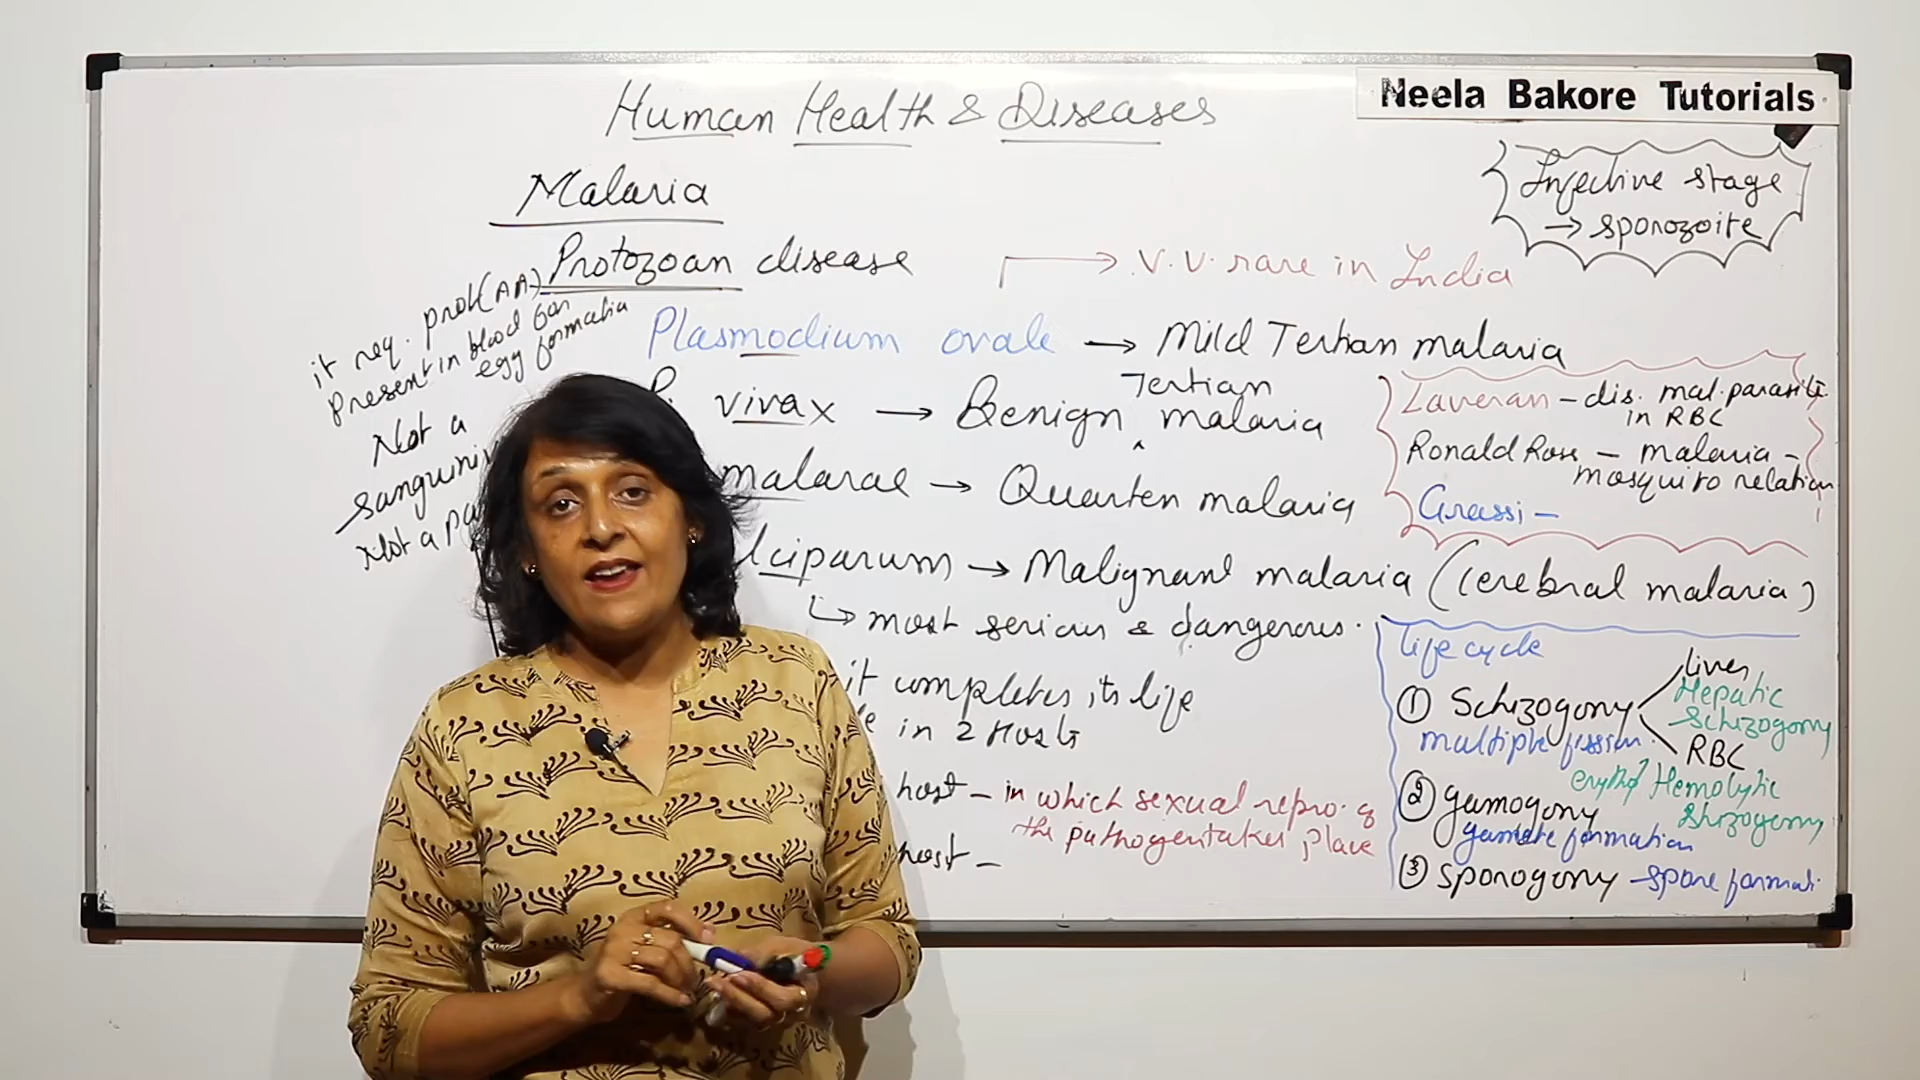 Human Health & Diseases
Neela Bakore Tutorials
Malaria
Infective stage
→ sporozoite
Protozoan disease
→ V.V. rare in India
it req. prot (AA)
present in blood for
egg formation
Not a
Not a
Plasmodium ovale → Mild Tertian malaria
vivax → Benign Tertian malaria
malarae → Quarten malaria
lciparum → Malignant malaria (Cerebral malaria)
↳ most serious & dangerous.
Laveran – dis. mal. parasite
in RBC
Ronald Ross – malaria –
mosquito relation
Grassi –
it completes its life
in 2 Hosts
host – in which sexual repro. of
the pathogen takes place
host –
Life cycle
① Schizogony
multiple fission.
liver
Hepatic
schizogony
RBC
Hemolytic
② gamogony
gamete formation
③ sporogony – spore formati